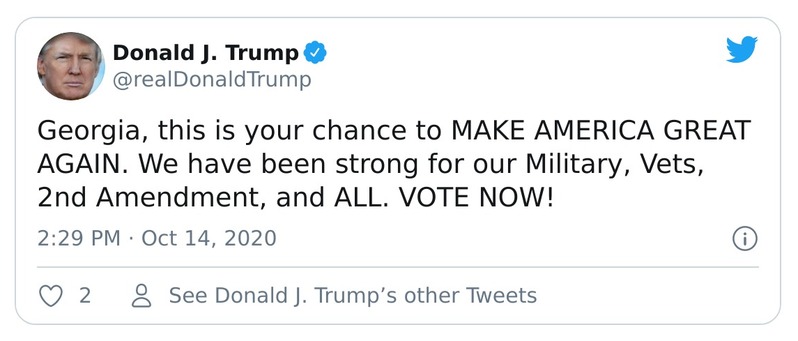 Donald J. Trump
@realDonaldTrump
Georgia, this is your chance to MAKE AMERICA GREAT
AGAIN. We have been strong for our Military, Vets,
2nd Amendment, and ALL. VOTE NOW!
2:29 PM · Oct 14, 2020
2 See Donald J. Trump’s other Tweets